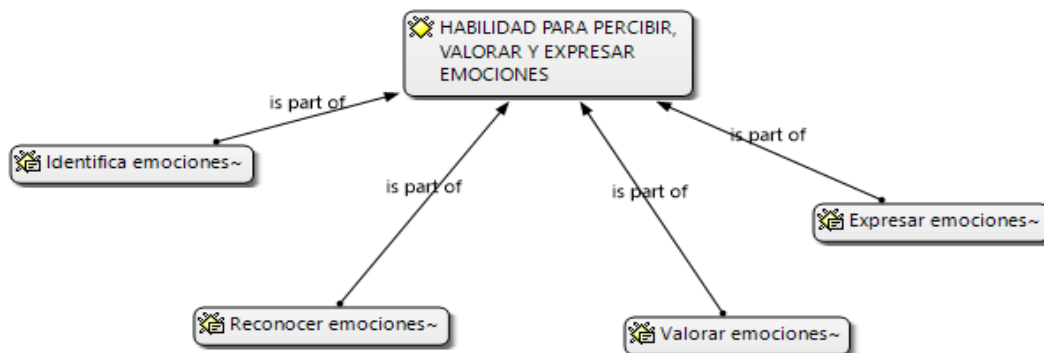 HABILIDAD PARA PERCIBIR,
VALORAR Y EXPRESAR
EMOCIONES
is part of
is part of
Identifica emociones~
is part of
is part of
Expresar emociones~
Reconocer emociones~
Valorar emociones~